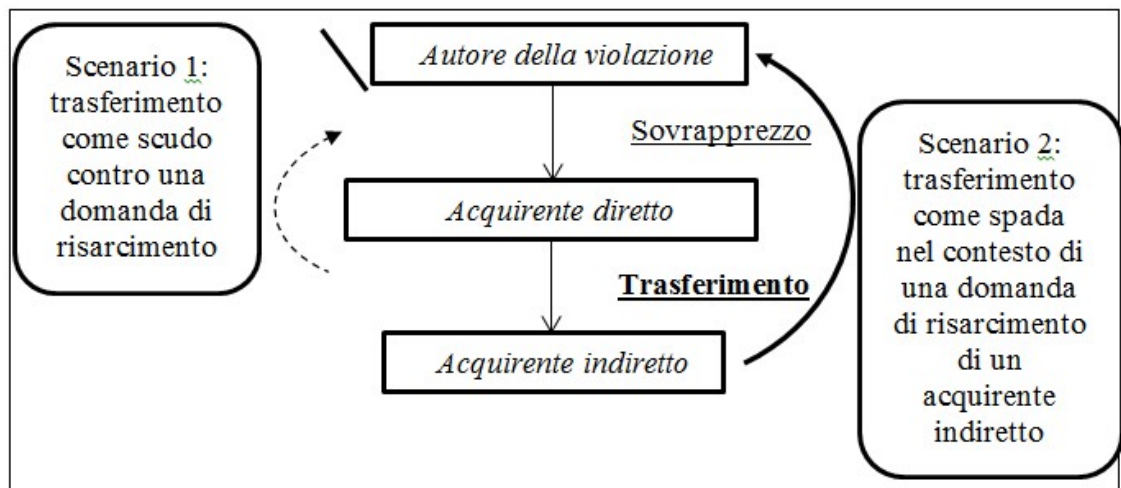 Scenario 1:
trasferimento
come scudo
contro una
domanda di
risarcimento
Autore della violazione
Sovrapprezzo
Acquirente diretto
Trasferimento
Acquirente indiretto
Scenario 2:
trasferimento
come spada
nel contesto di
una domanda
di risarcimento
di un
acquirente
indiretto